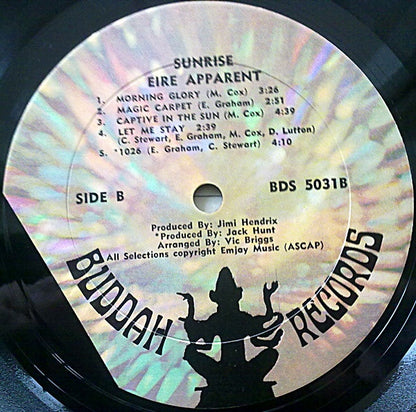 SUNRISE
EIRE APPARENT
1. MORNING GLORY (M. Cox) 3:26
* 2. MAGIC CARPET (E. Graham) 2:51
3. CAPTIVE IN THE SUN (M. Cox) 4:39
4. LET ME STAY 2:39
(C. Stewart, E. Graham, M. Cox, D. Lutton)
5. *1026 (E. Graham, C. Stewart) 4:10
SIDE B
BDS 5031B
Produced By: Jimi Hendrix
*Produced By: Jack Hunt
Arranged By: Vic Briggs
All Selections copyright Emjay Music (ASCAP)
BUDDAH RECORDS